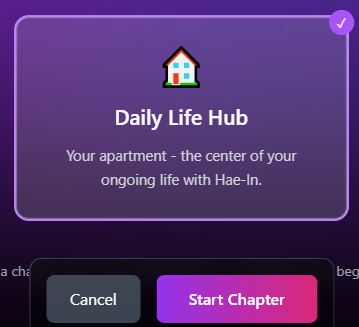 ✓
Daily Life Hub
Your apartment - the center of your
ongoing life with Hae-In.
a cha
beg
Cancel
Start Chapter